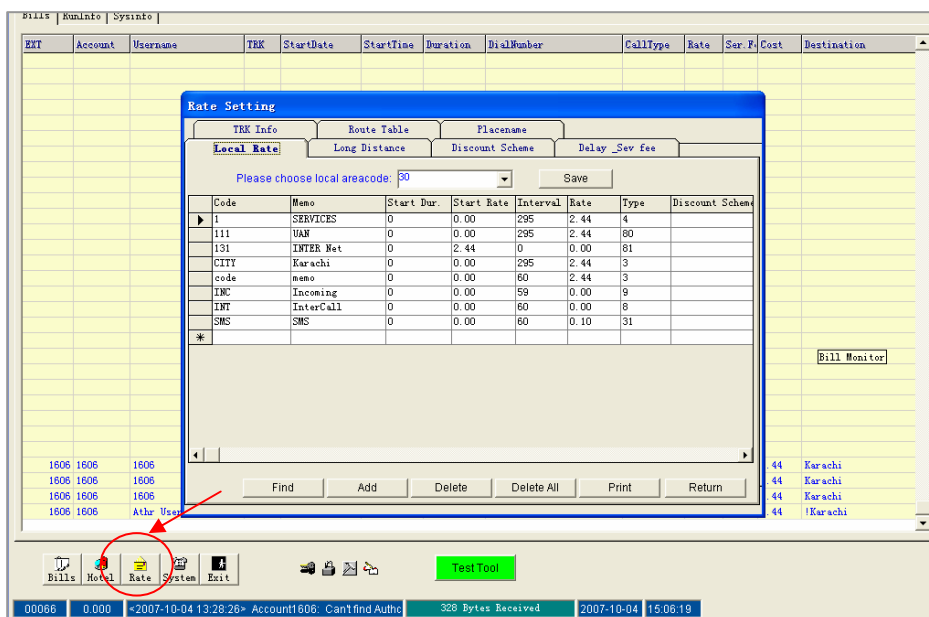 Bills | RunInfo | Sysinfo |
EXT Account Username TRK StartDate StartTime Duration DialNumber CallType Rate Ser.F Cost Destination
Rate Setting
TRK Info Route Table Placename
Local Rate Long Distance Discount Scheme Delay _Sev fee
Please choose local areacode: 30 Save
Code Memo Start Dur. Start Rate Interval Rate Type Discount Scheme
1 SERVICES 0 0.00 295 2.44 4
111 UAN 0 0.00 295 2.44 80
131 INTER Net 0 2.44 0 0.00 81
CITY Karachi 0 0.00 295 2.44 3
code memo 0 0.00 60 2.44 3
INC Incoming 0 0.00 59 0.00 9
INT InterCall 0 0.00 60 0.00 8
SMS SMS 0 0.00 60 0.10 31
Bill Monitor
1606 1606 1606 .44 Karachi
1606 1606 1606 .44 Karachi
1606 1606 1606 .44 Karachi
1606 1606 Athr User .44 !Karachi
Find Add Delete Delete All Print Return
Bills Hotel Rate System Exit Test Tool
00066 0.000 <2007-10-04 13:28:26> Account1606: Can't find Authc 328 Bytes Received 2007-10-04 15:06:19